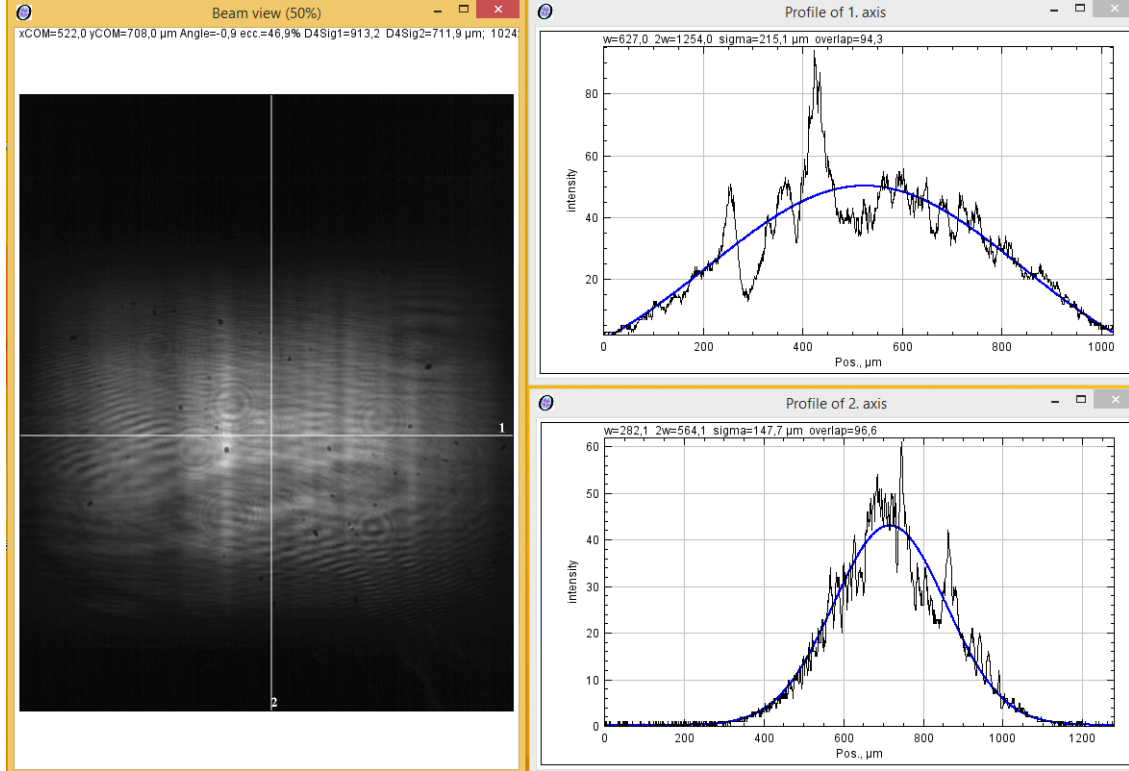 Beam view (50%)
xCOM=522,0 yCOM=708,0 µm Angle=-0,9 ecc.=46,9% D4Sig1=913,2 D4Sig2=711,9 µm; 1024
1
2
Profile of 1. axis
w=627,0 2w=1254,0 sigma=215,1 µm overlap=94,3
80
60
40
20
intensity
0 200 400 600 800 1000
Pos., µm
Profile of 2. axis
w=282,1 2w=564,1 sigma=147,7 µm overlap=96,6
60
50
40
30
20
10
0
intensity
0 200 400 600 800 1000 1200
Pos., µm